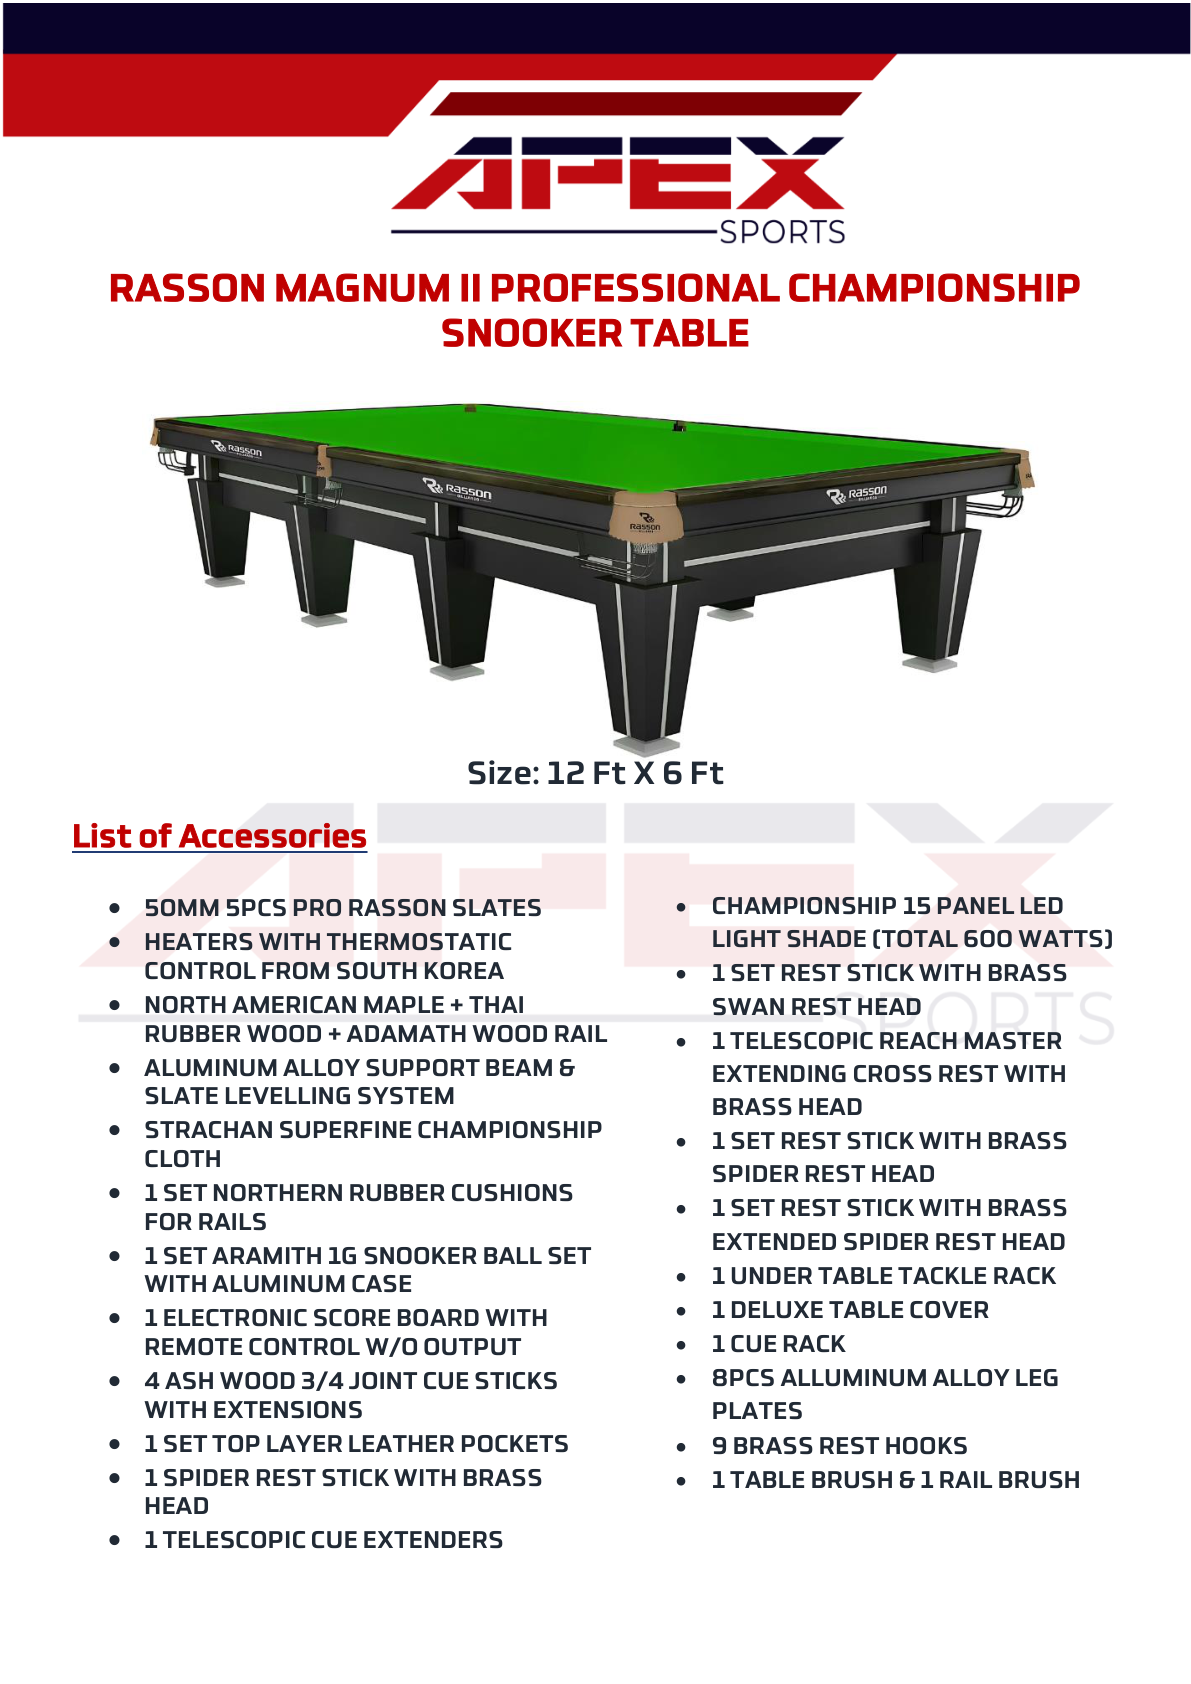 APEX
SPORTS
RASSON MAGNUM II PROFESSIONAL CHAMPIONSHIP
SNOOKER TABLE
Rasson
Rasson
Rasson
Rasson
Size: 12 Ft X 6 Ft
APEX
SPORTS
List of Accessories
• 50MM 5PCS PRO RASSON SLATES
• HEATERS WITH THERMOSTATIC
CONTROL FROM SOUTH KOREA
• NORTH AMERICAN MAPLE + THAI
RUBBER WOOD + ADAMATH WOOD RAIL
• ALUMINUM ALLOY SUPPORT BEAM &
SLATE LEVELLING SYSTEM
• STRACHAN SUPERFINE CHAMPIONSHIP
CLOTH
• 1 SET NORTHERN RUBBER CUSHIONS
FOR RAILS
• 1 SET ARAMITH 1G SNOOKER BALL SET
WITH ALUMINUM CASE
• 1 ELECTRONIC SCORE BOARD WITH
REMOTE CONTROL W/O OUTPUT
• 4 ASH WOOD 3/4 JOINT CUE STICKS
WITH EXTENSIONS
• 1 SET TOP LAYER LEATHER POCKETS
• 1 SPIDER REST STICK WITH BRASS
HEAD
• 1 TELESCOPIC CUE EXTENDERS
• CHAMPIONSHIP 15 PANEL LED
LIGHT SHADE (TOTAL 600 WATTS)
• 1 SET REST STICK WITH BRASS
SWAN REST HEAD
• 1 TELESCOPIC REACH MASTER
EXTENDING CROSS REST WITH
BRASS HEAD
• 1 SET REST STICK WITH BRASS
SPIDER REST HEAD
• 1 SET REST STICK WITH BRASS
EXTENDED SPIDER REST HEAD
• 1 UNDER TABLE TACKLE RACK
• 1 DELUXE TABLE COVER
• 1 CUE RACK
• 8PCS ALLUMINUM ALLOY LEG
PLATES
• 9 BRASS REST HOOKS
• 1 TABLE BRUSH & 1 RAIL BRUSH